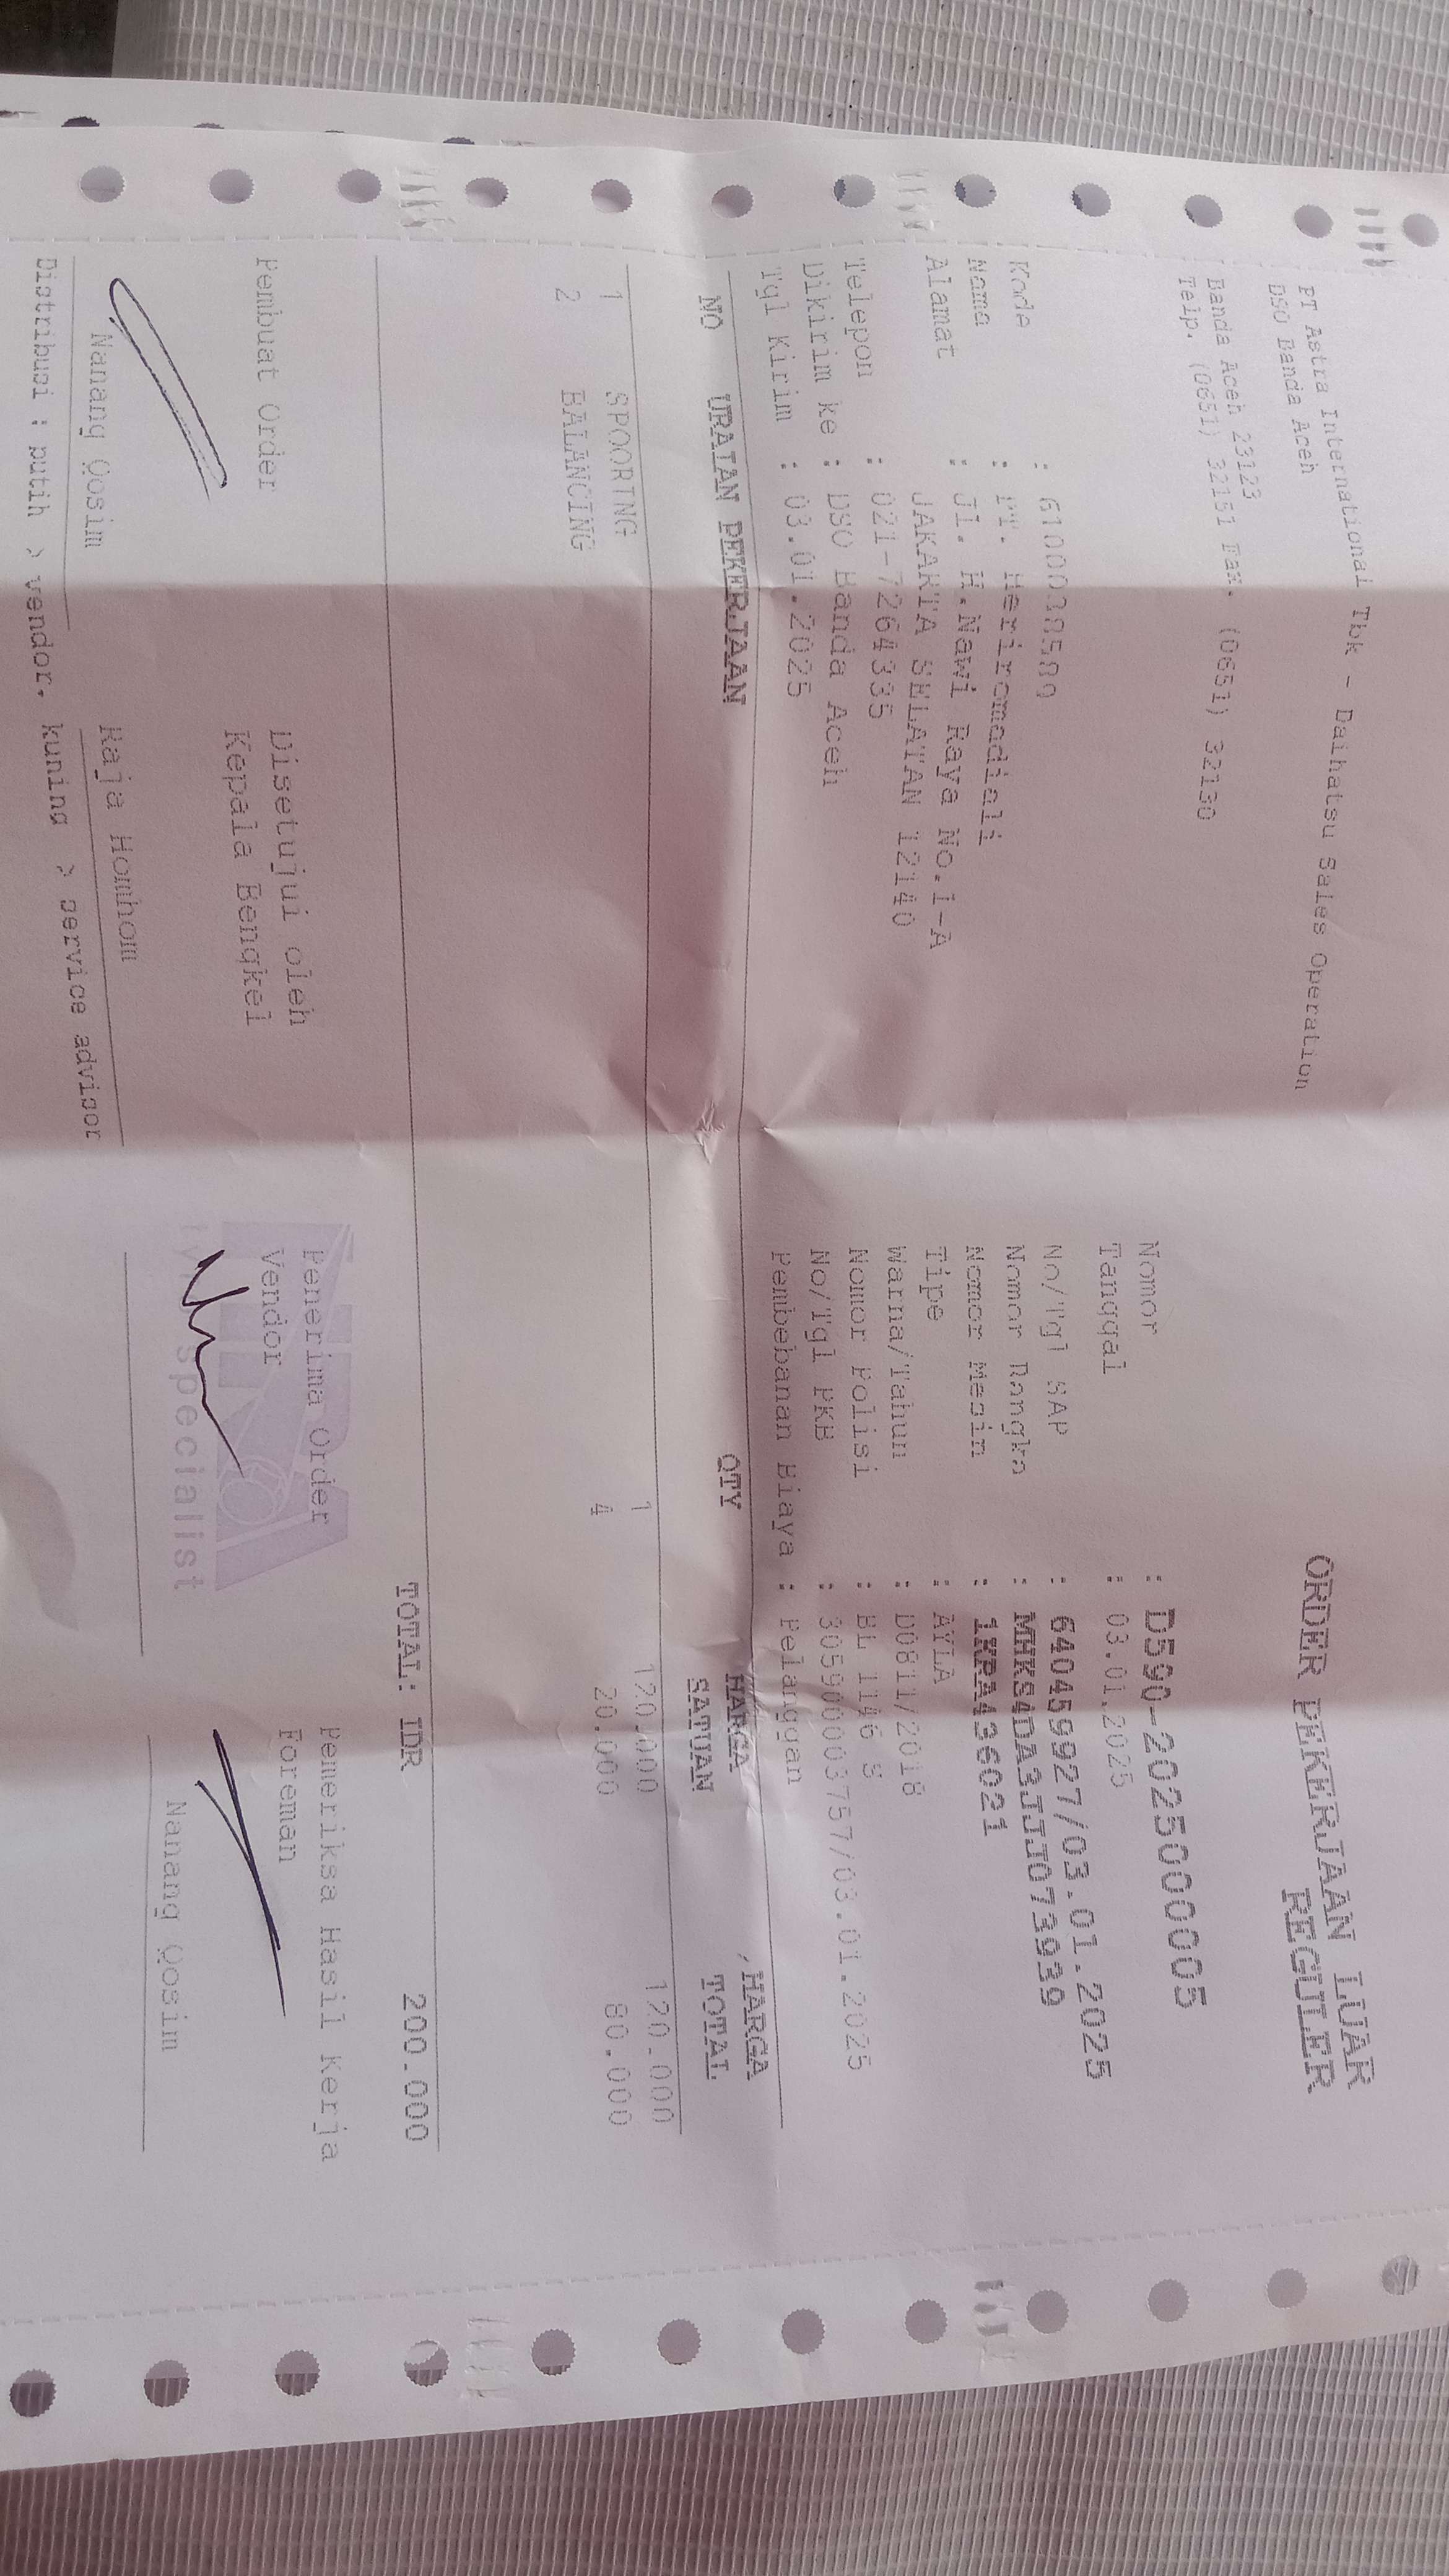 PT Astra International Tbk - Daihatsu Sales Operation
DSO Banda Aceh
Banda Aceh 23123
Telp. (0651) 32151 Fax. (0651) 32130
ORDER PEKERJAAN LUAR
REGULER
Nomor : D590-202500005
Tanggal : 03.01.2025
Kode :
No/Tgl SAP : 640459927/03.01.2025
Nama : PT. Heriromadiali
Nomor Rangka : MHKS4DA3JJJ073939
Alamat : Jl. H.Nawi Raya No.1-A
Nomor Mesin : 1KRA436021
JAKARTA SELATAN 12140
Tipe : AYLA
Telepon : 021-7264335
Warna/Tahun : D0811/2018
Dikirim ke : DSO Banda Aceh
Nomor Polisi : BL 1146
Tgl Kirim : 03.01.2025
No/Tgl PKB : 30590003757/03.01.2025
Pembebanan Biaya : Pelanggan
NO URAIAN PEKERJAAN QTY HARGA SATUAN HARGA TOTAL
1 SPOORING 1 120.000 120.000
2 BALANCING 4 20.000 80.000
TOTAL: IDR 200.000
Pembuat Order
Nanang Qosim
Disetujui oleh
Kepala Bengkel
Raja Homhom
Penerima Order
Vendor
specialist
Pemeriksa Hasil Kerja
Foreman
Nanang Qosim
Distribusi : putih > vendor. kuning > service advisor